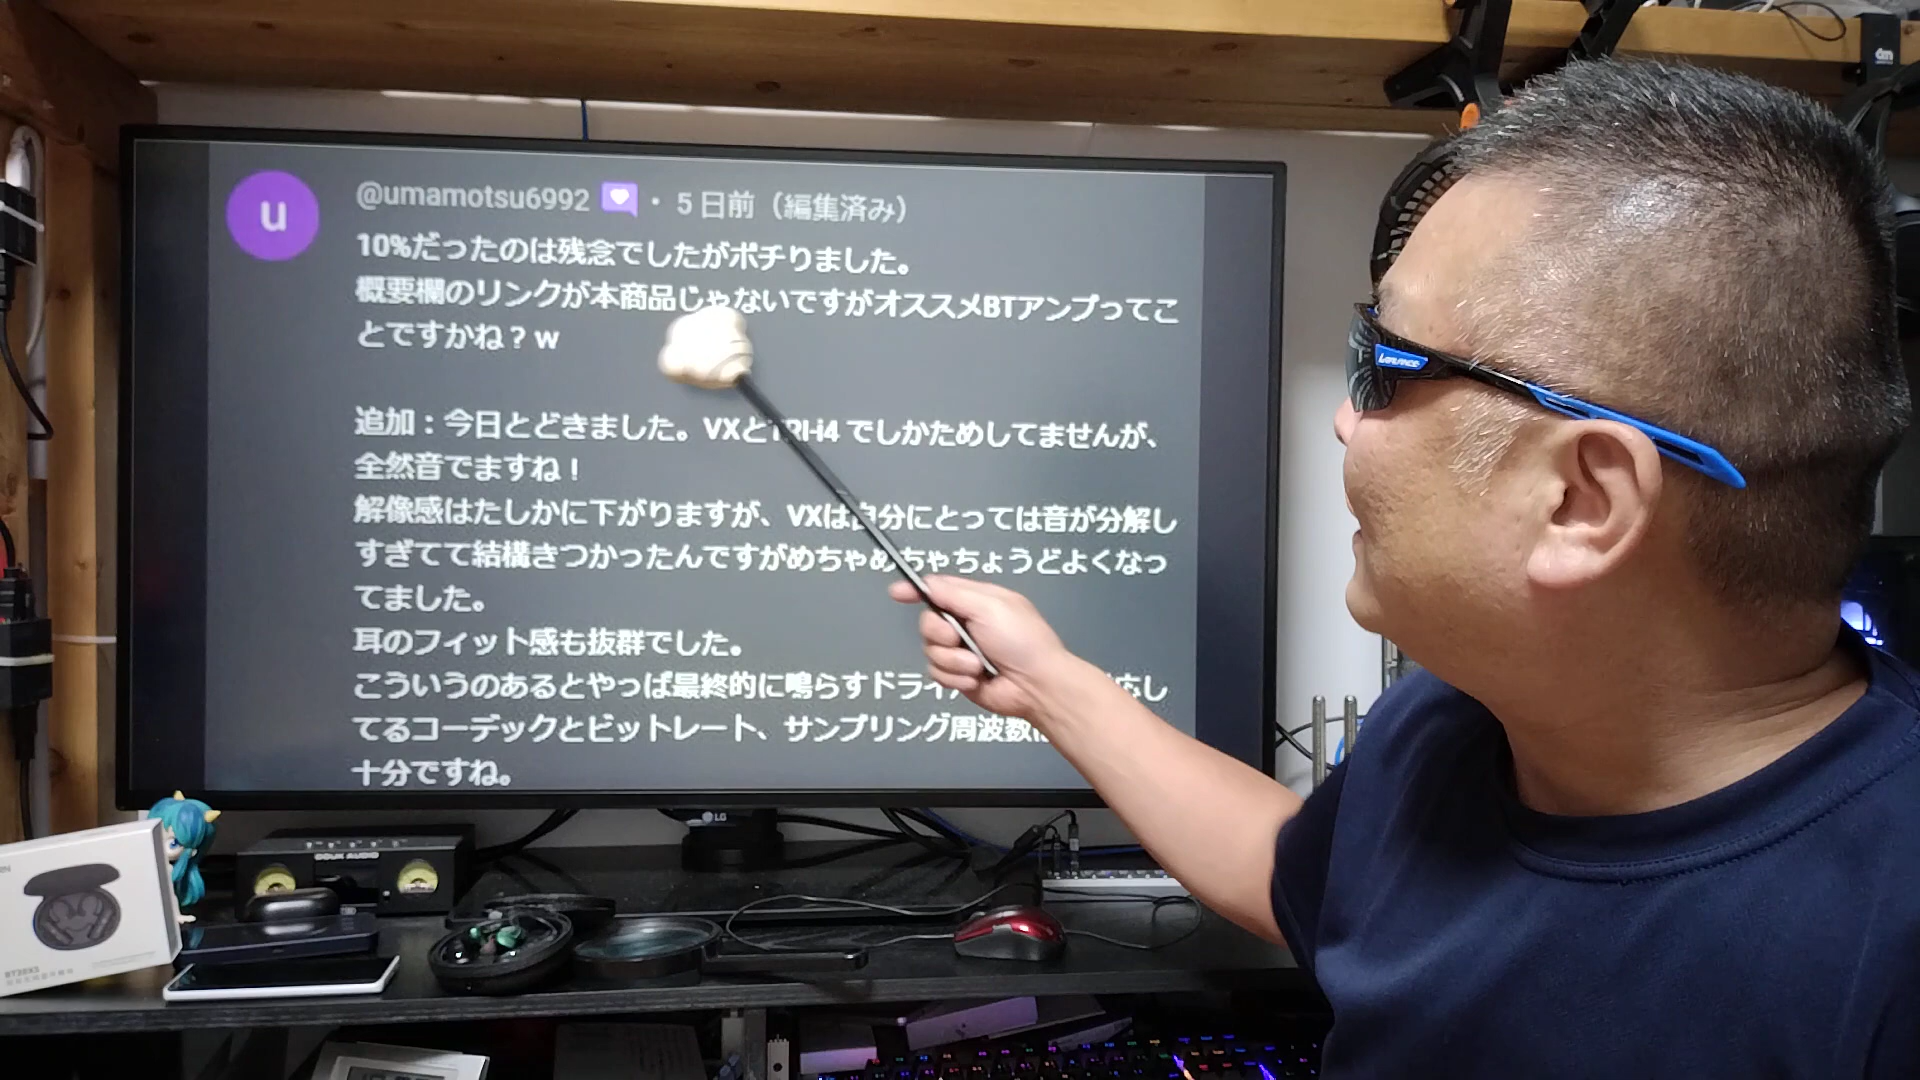 u
@umamotsu6992 ・ 5 日前（編集済み）
10%だったのは残念でしたがポチりました。
概要欄のリンクが本商品じゃないですがオススメBTアンプってこ
とですかね？w
追加：今日とどきました。VXとTRI-i4 でしかためしてませんが、
全然音でますね！
解像感はたしかに下がりますが、VXは自分にとっては音が分解し
すぎてて結構きつかったんですがめちゃめちゃちょうどよくなっ
てました。
耳のフィット感も抜群でした。
こういうのあるとやっぱ最終的に鳴らすドライ 応し
てるコーデックとビットレート、サンプリング周波数
十分ですね。
LG
DOUK AUDIO